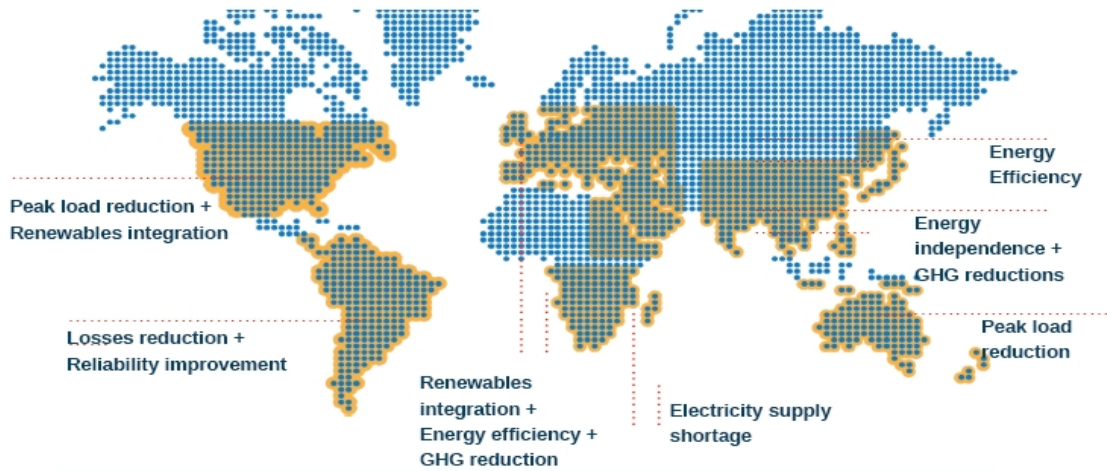 Energy
Efficiency
Peak load reduction +
Renewables integration
Energy
independence +
GHG reductions
Losses reduction +
Reliability improvement
Peak load
reduction
Renewables
integration +
Energy efficiency +
GHG reduction
Electricity supply
shortage